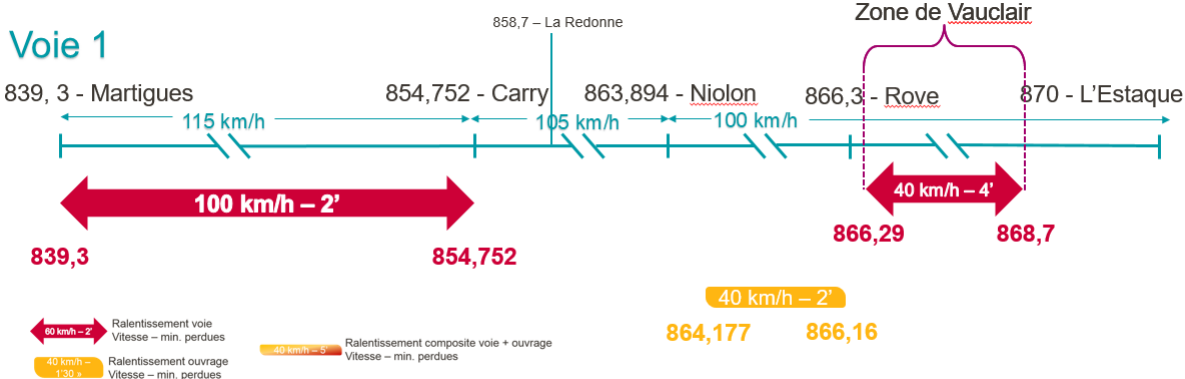 Zone de Vauclair
858,7 – La Redonne
Voie 1
839, 3 - Martigues
854,752 - Carry
863,894 - Niolon
866,3 - Rove
870 - L'Estaque
115 km/h
105 km/h
100 km/h
100 km/h – 2'
40 km/h – 4'
839,3
854,752
866,29
868,7
40 km/h – 2'
864,177
866,16
60 km/h – 2'
Ralentissement voie
Vitesse – min. perdues
40 km/h – 5'
Ralentissement composite voie + ouvrage
Vitesse – min. perdues
40 km/h –
1'30 »
Ralentissement ouvrage
Vitesse – min. perdues